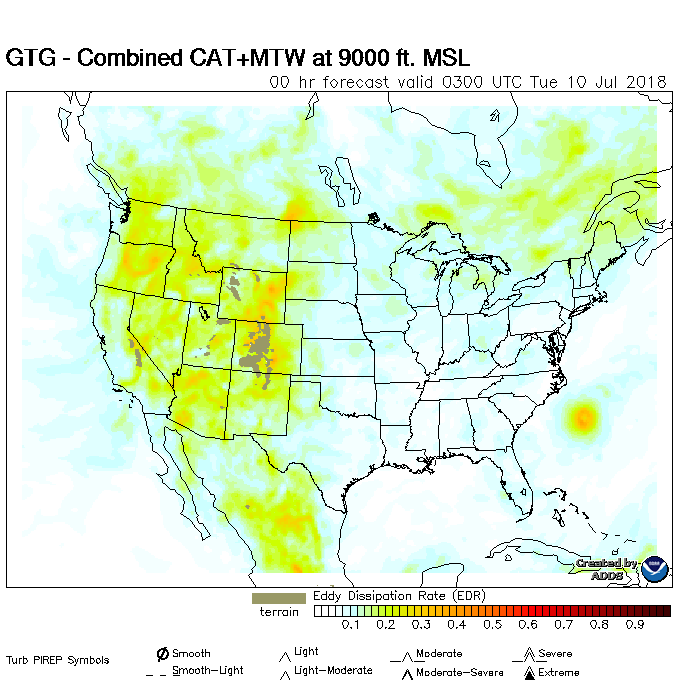 GTG - Combined CAT+MTW at 9000 ft. MSL
00 hr forecast valid 0300 UTC Tue 10 Jul 2018
Created by
ADDS
Eddy Dissipation Rate (EDR)
terrain
0.1 0.2 0.3 0.4 0.5 0.6 0.7 0.8 0.9
Turb PIREP Symbols
Smooth Light Moderate Severe
Smooth-Light Light-Moderate Moderate-Severe Extreme